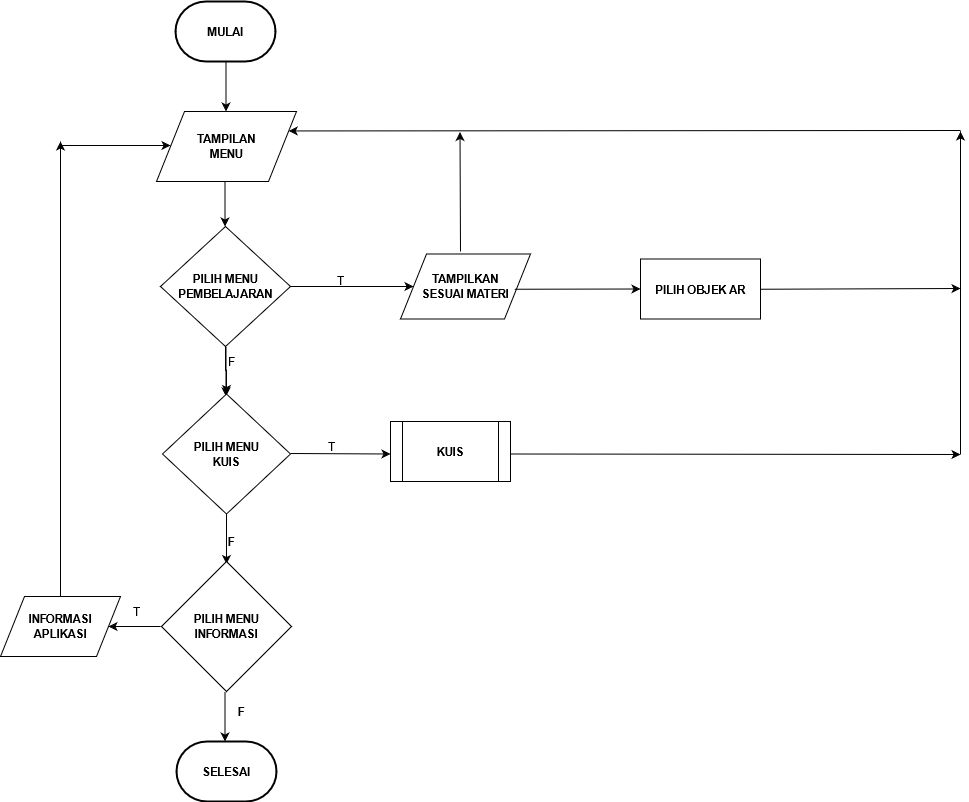 MULAI
TAMPILAN
MENU
PILIH MENU
PEMBELAJARAN
T
TAMPILKAN
SESUAI MATERI
PILIH OBJEK AR
F
PILIH MENU
KUIS
T
KUIS
F
PILIH MENU
INFORMASI
T
INFORMASI
APLIKASI
F
SELESAI